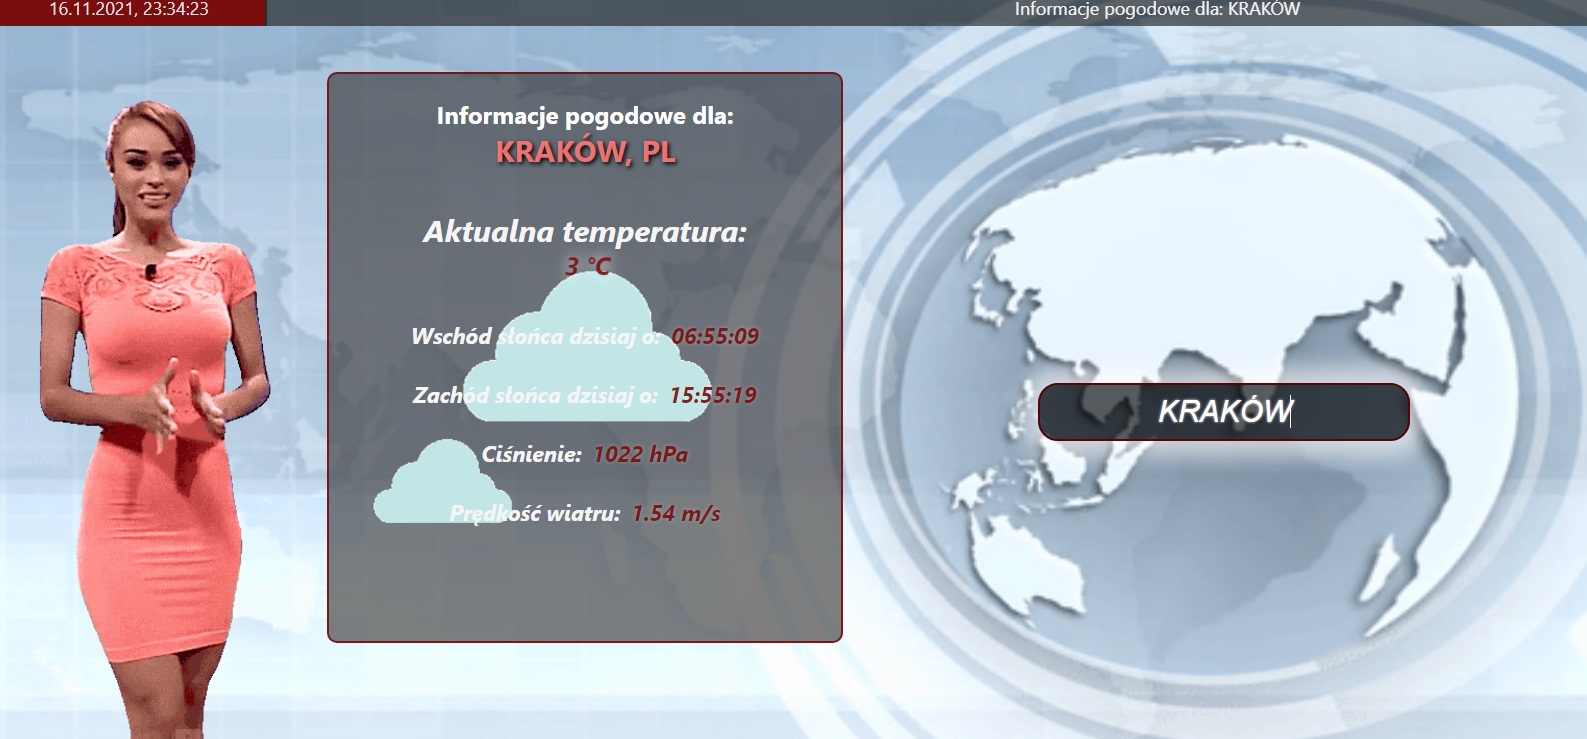 16.11.2021, 23:34:23
Informacje pogodowe dla: KRAKÓW
Informacje pogodowe dla:
KRAKÓW, PL
Aktualna temperatura:
3 °C
Wschód słońca dzisiaj o: 06:55:09
Zachód słońca dzisiaj o: 15:55:19
Ciśnienie: 1022 hPa
Prędkość wiatru: 1.54 m/s
KRAKÓW